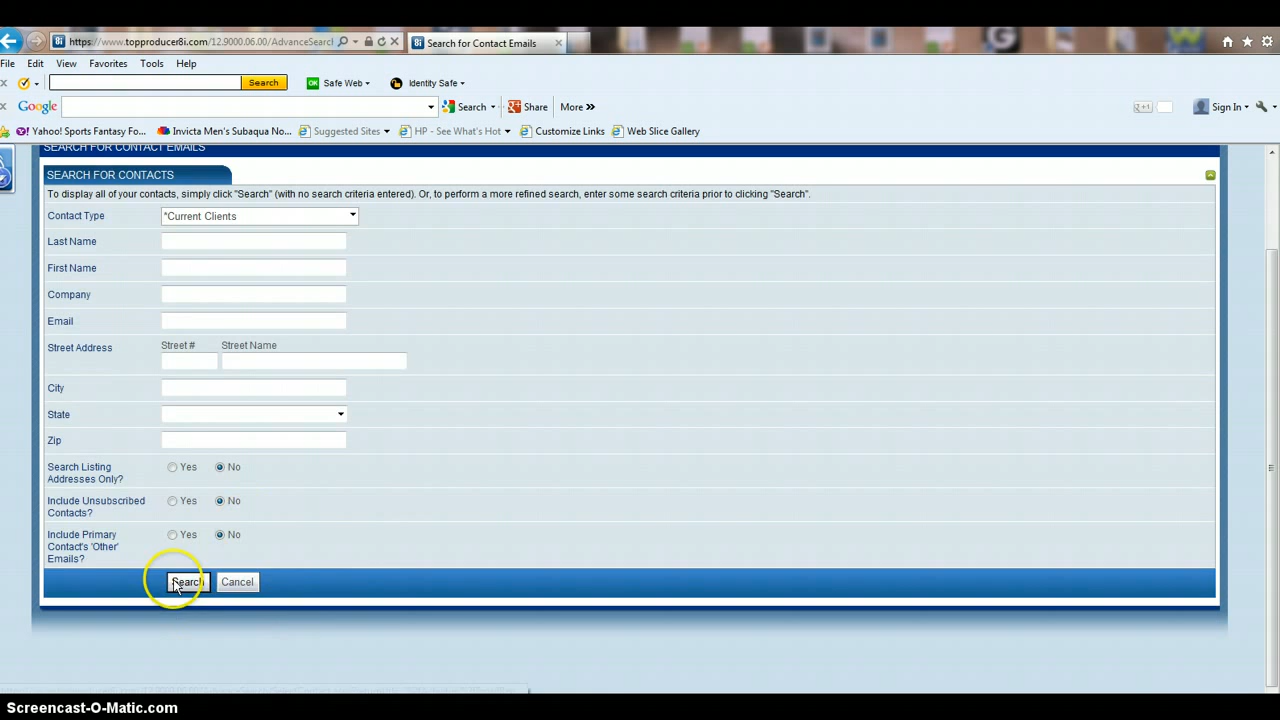 8i https://www.topproducer8i.com/12.9000.06.00/AdvanceSearch 8i Search for Contact Emails
File Edit View Favorites Tools Help
Search OK Safe Web Identity Safe
Google Search Share More » +1 Sign In
Yahoo! Sports Fantasy Fo... Invicta Men's Subaqua No... Suggested Sites HP - See What's Hot Customize Links Web Slice Gallery
SEARCH FOR CONTACT EMAILS
SEARCH FOR CONTACTS
To display all of your contacts, simply click "Search" (with no search criteria entered). Or, to perform a more refined search, enter some search criteria prior to clicking "Search".
Contact Type *Current Clients
Last Name
First Name
Company
Email
Street Address Street # Street Name
City
State
Zip
Search Listing Addresses Only? Yes No
Include Unsubscribed Contacts? Yes No
Include Primary Contact's 'Other' Emails? Yes No
Search Cancel
Screencast-O-Matic.com